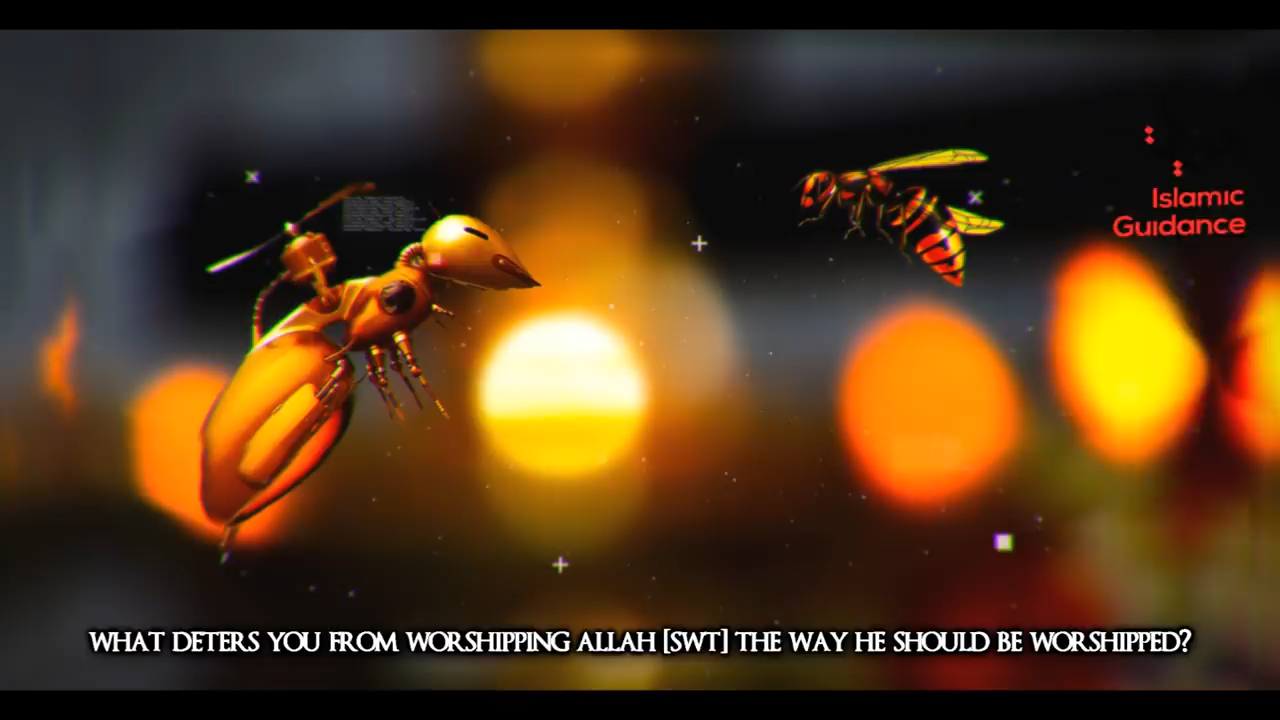 Islamic
Guidance
WHAT DETERS YOU FROM WORSHIPPING ALLAH [SWT] THE WAY HE SHOULD BE WORSHIPPED?